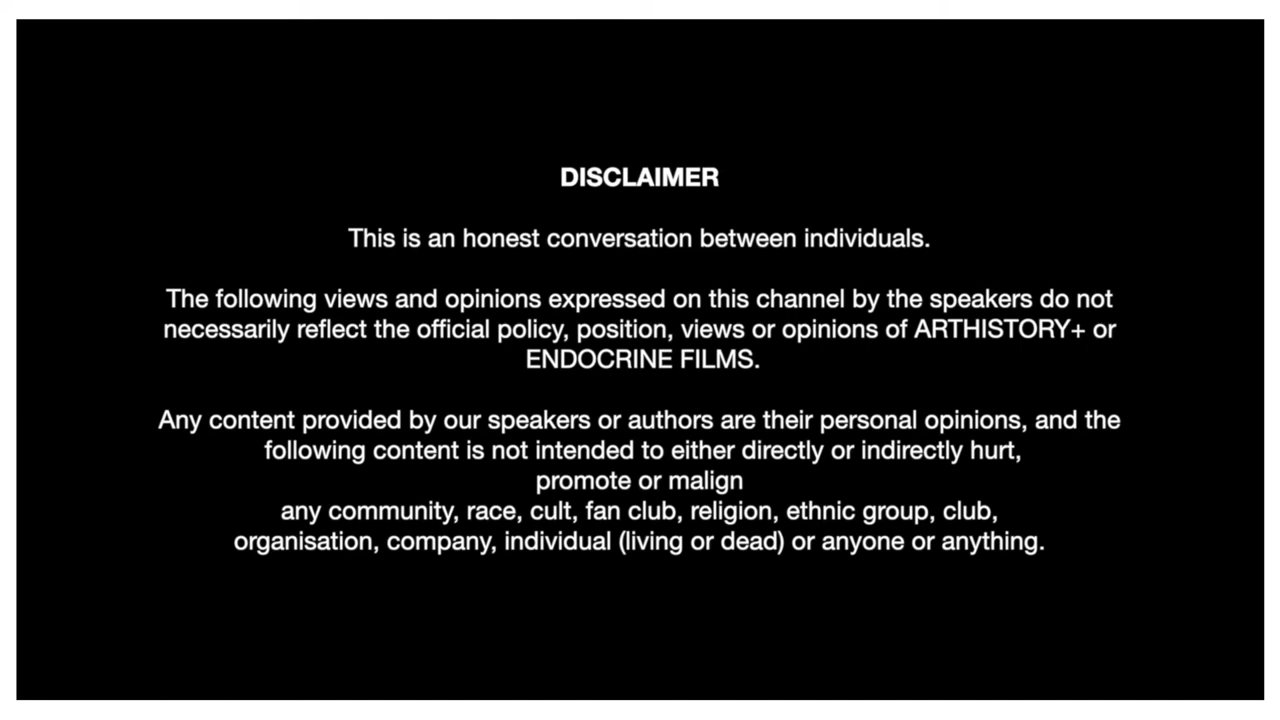 DISCLAIMER
This is an honest conversation between individuals.
The following views and opinions expressed on this channel by the speakers do not
necessarily reflect the official policy, position, views or opinions of ARTHISTORY+ or
ENDOCRINE FILMS.
Any content provided by our speakers or authors are their personal opinions, and the
following content is not intended to either directly or indirectly hurt,
promote or malign
any community, race, cult, fan club, religion, ethnic group, club,
organisation, company, individual (living or dead) or anyone or anything.